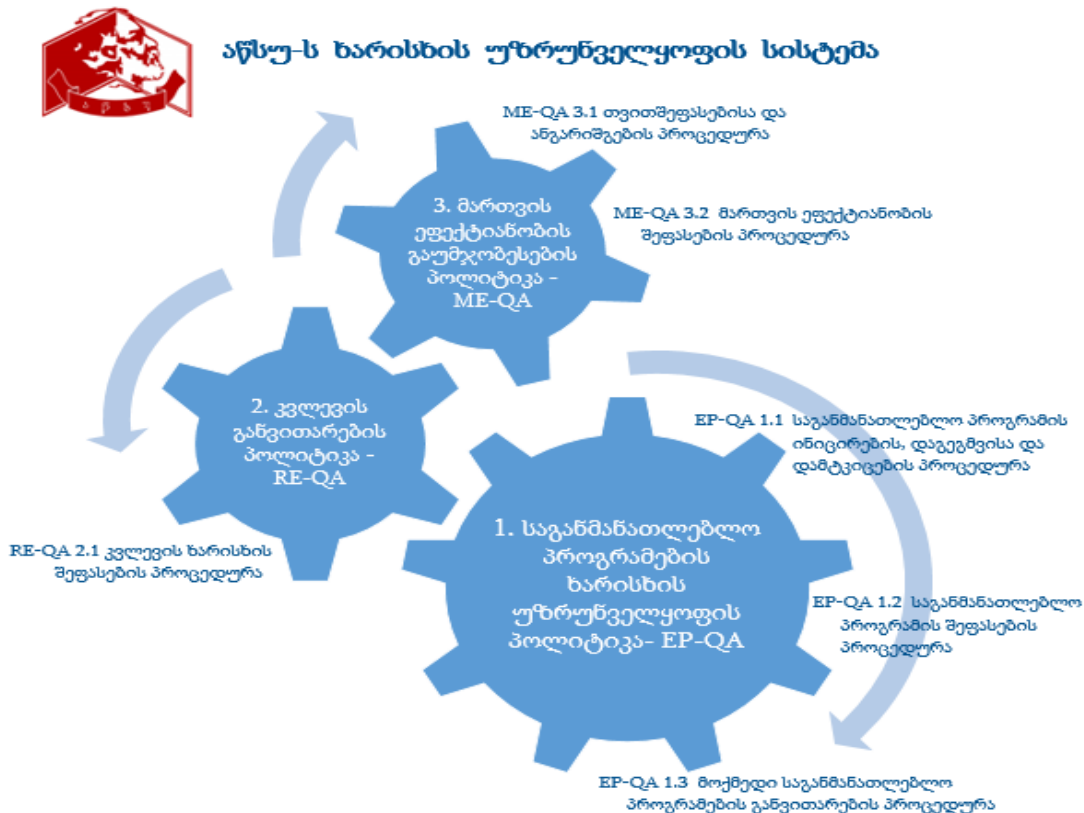 აწსუ-ს ხარისხის უზრუნველყოფის სისტემა
აწსუ
ME-QA 3.1 თვითშეფასებისა და
ანგარიშგების პროცედურა
3. მართვის
ეფექტიანობის
გაუმჯობესების
პოლიტიკა -
ME-QA
ME-QA 3.2 მართვის ეფექტიანობის
შეფასების პროცედურა
2. კვლევის
განვითარების
პოლიტიკა -
RE-QA
RE-QA 2.1 კვლევის ხარისხის
შეფასების პროცედურა
EP-QA 1.1 საგანმანათლებლო პროგრამის
ინიცირების, დაგეგმვისა და
დამტკიცების პროცედურა
1. საგანმანათლებლო
პროგრამების
ხარისხის
უზრუნველყოფის
პოლიტიკა- EP-QA
EP-QA 1.2 საგანმანათლებლო
პროგრამის შეფასების
პროცედურა
EP-QA 1.3 მოქმედი საგანმანათლებლო
პროგრამების განვითარების პროცედურა